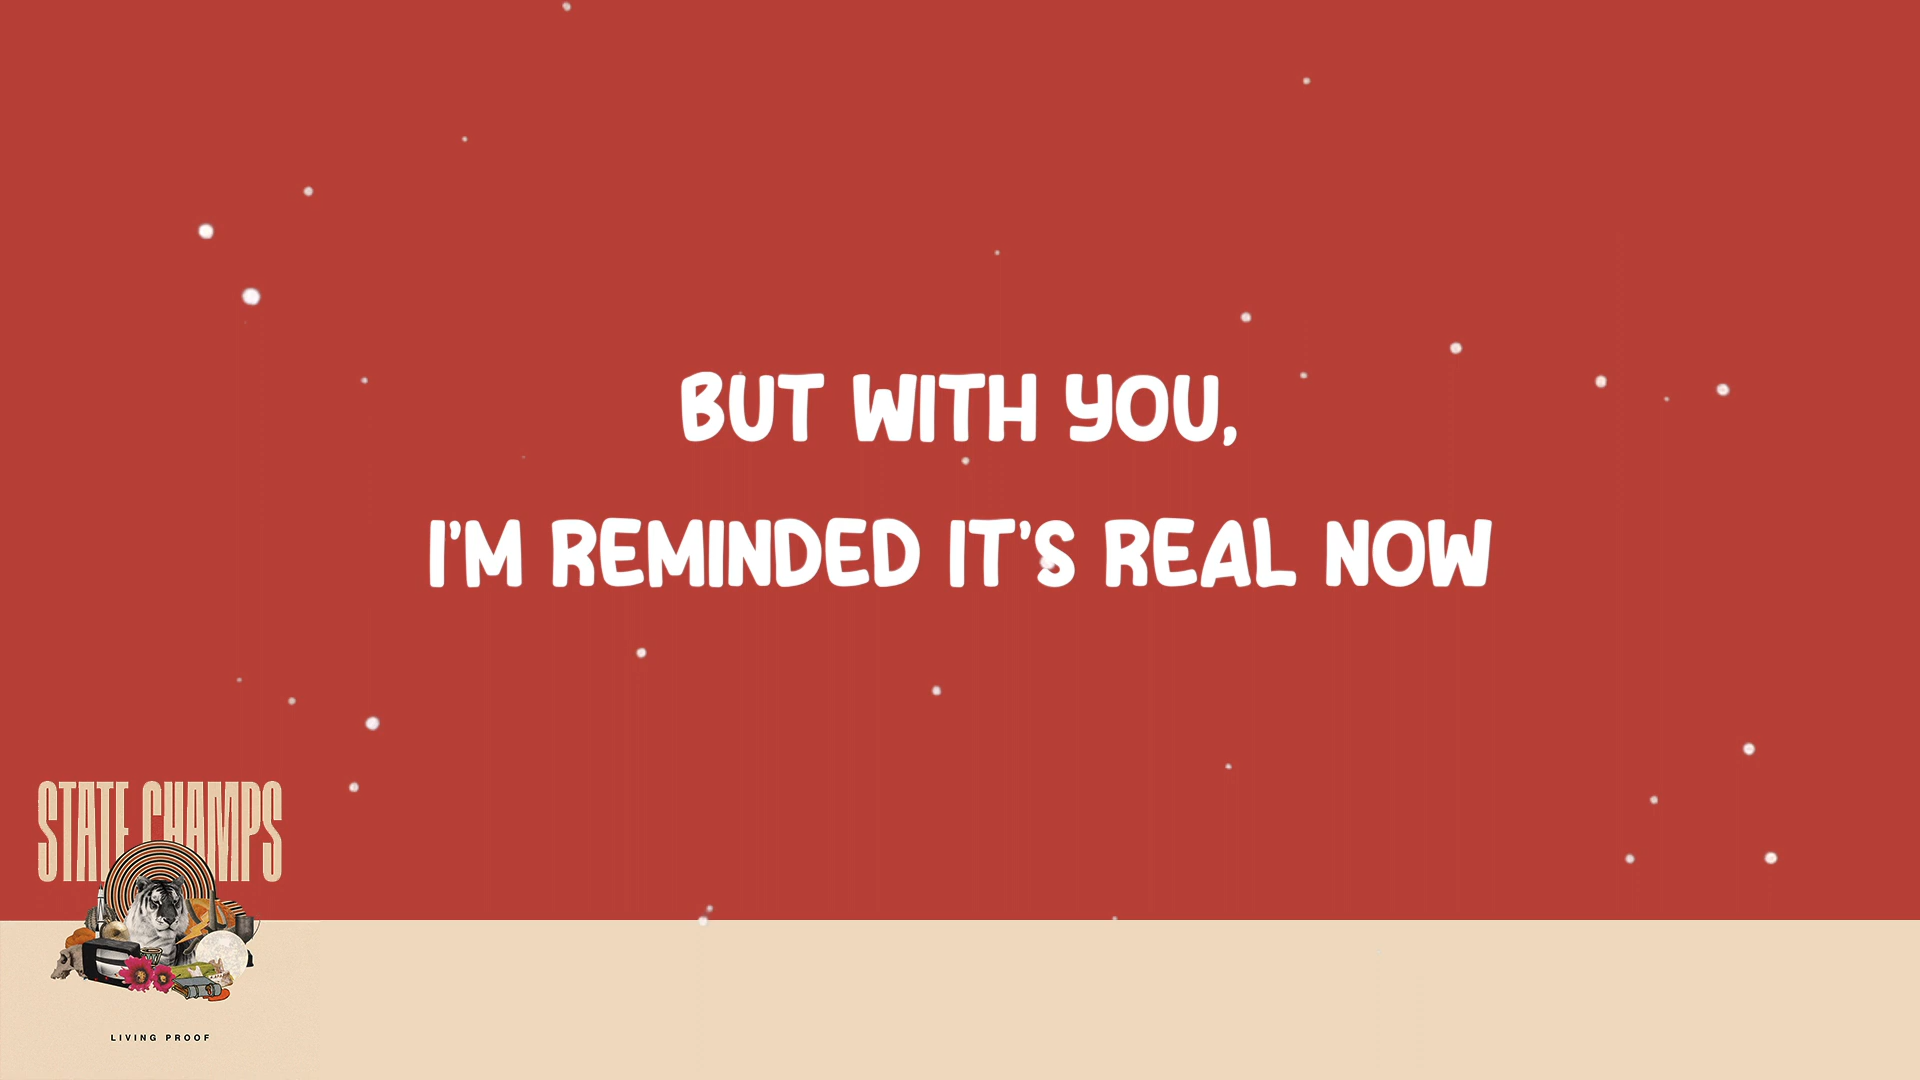 BUT WITH YOU,
I'M REMINDED IT'S REAL NOW
STATE CHAMPS
LIVING PROOF